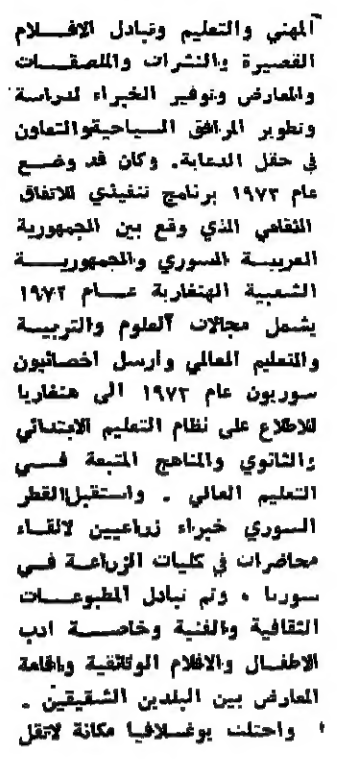 المهني والتعليم وتبادل الافلام
القصيرة والنشرات والملصقات
والمعارض وتوفير الخبراء لدراسة
وتطوير المرافق السياحيةوالتعاون
في حقل الدعاية. وكان قد وضع
عام ١٩٧٣ برنامج تنفيذي للاتفاق
الثقافي الذي وقع بين الجمهورية
العربية السوري والجمهورية
الشعبية الهنغارية عام ١٩٧٢
يشمل مجالات العلوم والتربية
والتعليم العالي وارسل اخصائيون
سوريون عام ١٩٧٣ الى هنغاريا
للاطلاع على نظام التعليم الابتدائي
والثانوي والمناهج المتبعة في
التعليم العالي . واستقبل القطر
السوري خبراء زراعيين لالقاء
محاضرات في كليات الزراعة في
سوريا ، وتم تبادل المطبوعات
الثقافية والفنية وخاصة ادب
الاطفال والافلام الوثائقية واقامة
المعارض بين البلدين الشقيقين .
واحتلت يوغسلافيا مكانة لاتقل